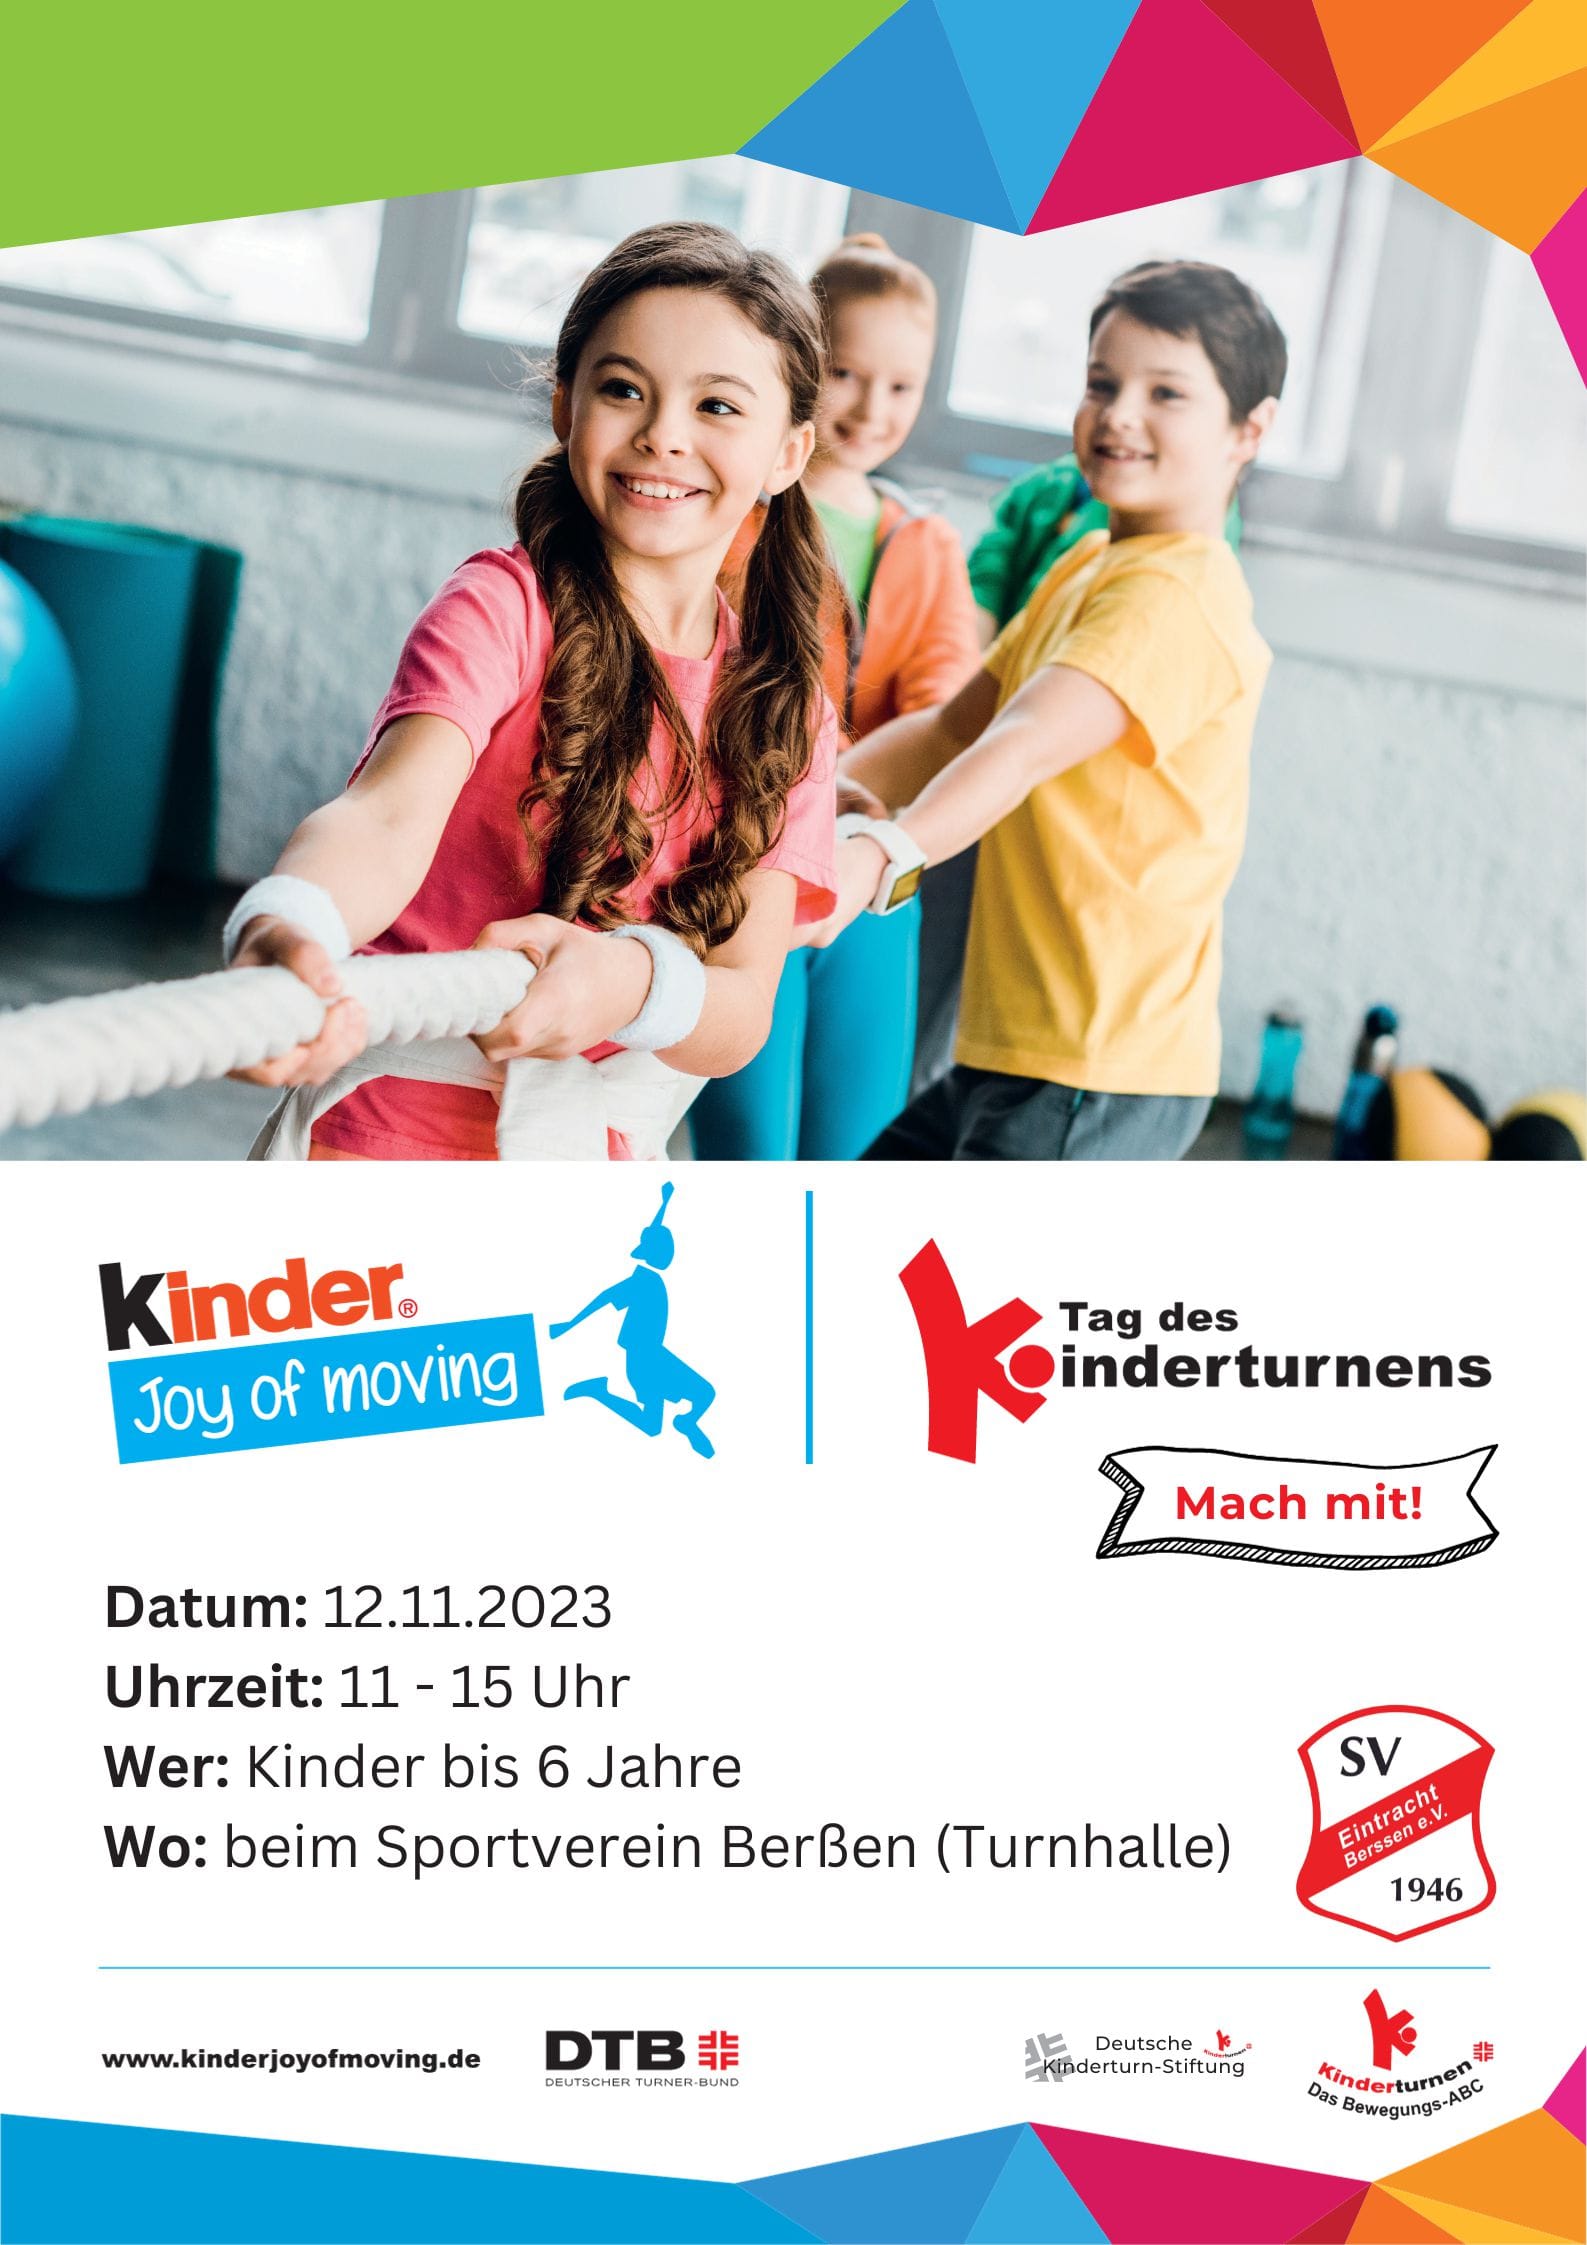 kinder®
Joy of moving
Tag des
Kinderturnens
Mach mit!
Datum: 12.11.2023
Uhrzeit: 11 - 15 Uhr
Wer: Kinder bis 6 Jahre
Wo: beim Sportverein Berßen (Turnhalle)
SV
Eintracht
Berssen e.V.
1946
www.kinderjoyofmoving.de
DTB
DEUTSCHER TURNER-BUND
Deutsche
Kinderturn-Stiftung
Kinderturnen
Kinderturnen
Das Bewegungs-ABC